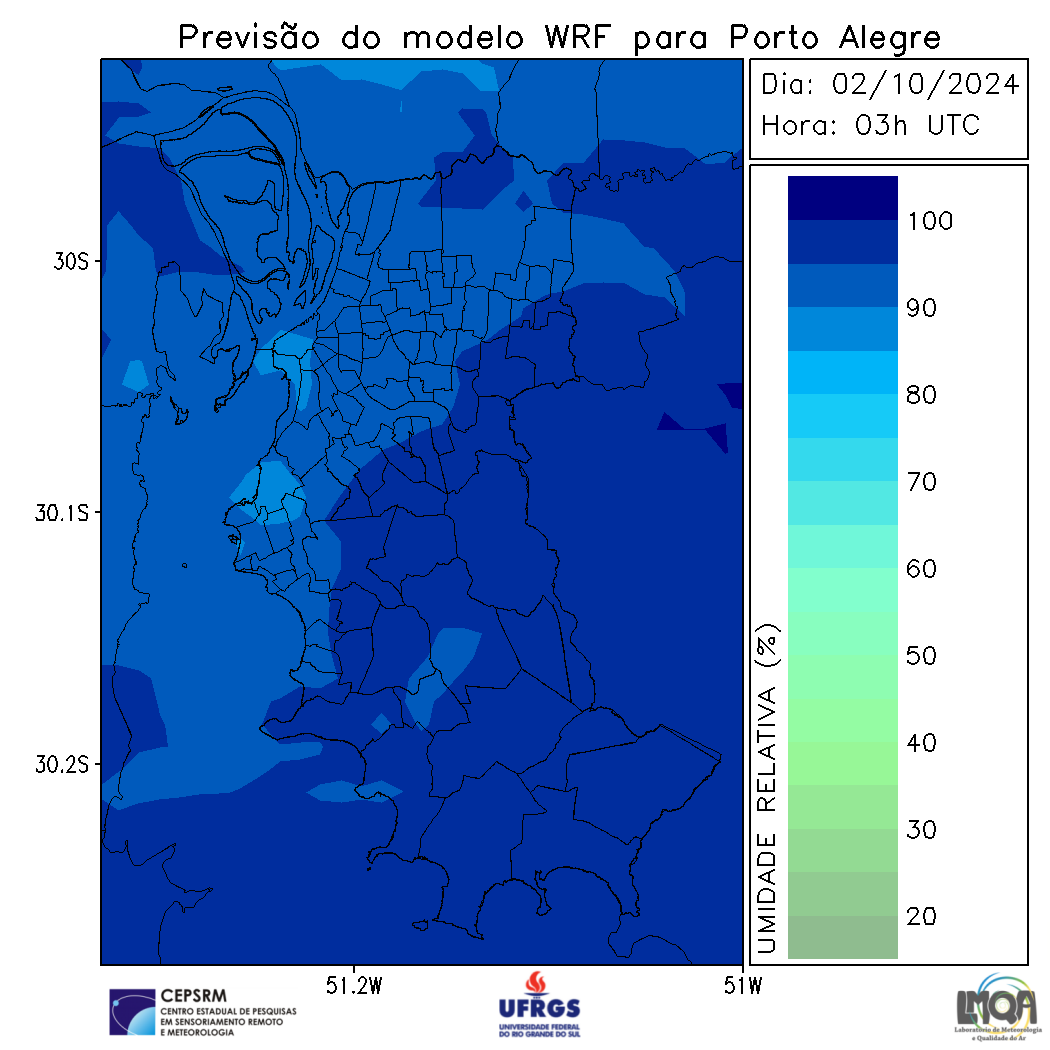 Previsão do modelo WRF para Porto Alegre
Dia: 02/10/2024
Hora: 03h UTC
100
90
80
70
60
50
40
30
20
UMIDADE RELATIVA (%)
30S
30.1S
30.2S
51.2W
51W
CEPSRM
CENTRO ESTADUAL DE PESQUISAS
EM SENSORIAMENTO REMOTO
E METEOROLOGIA
UFRGS
UNIVERSIDADE FEDERAL
DO RIO GRANDE DO SUL
LMQA
Laboratório de Meteorologia
e Qualidade do Ar